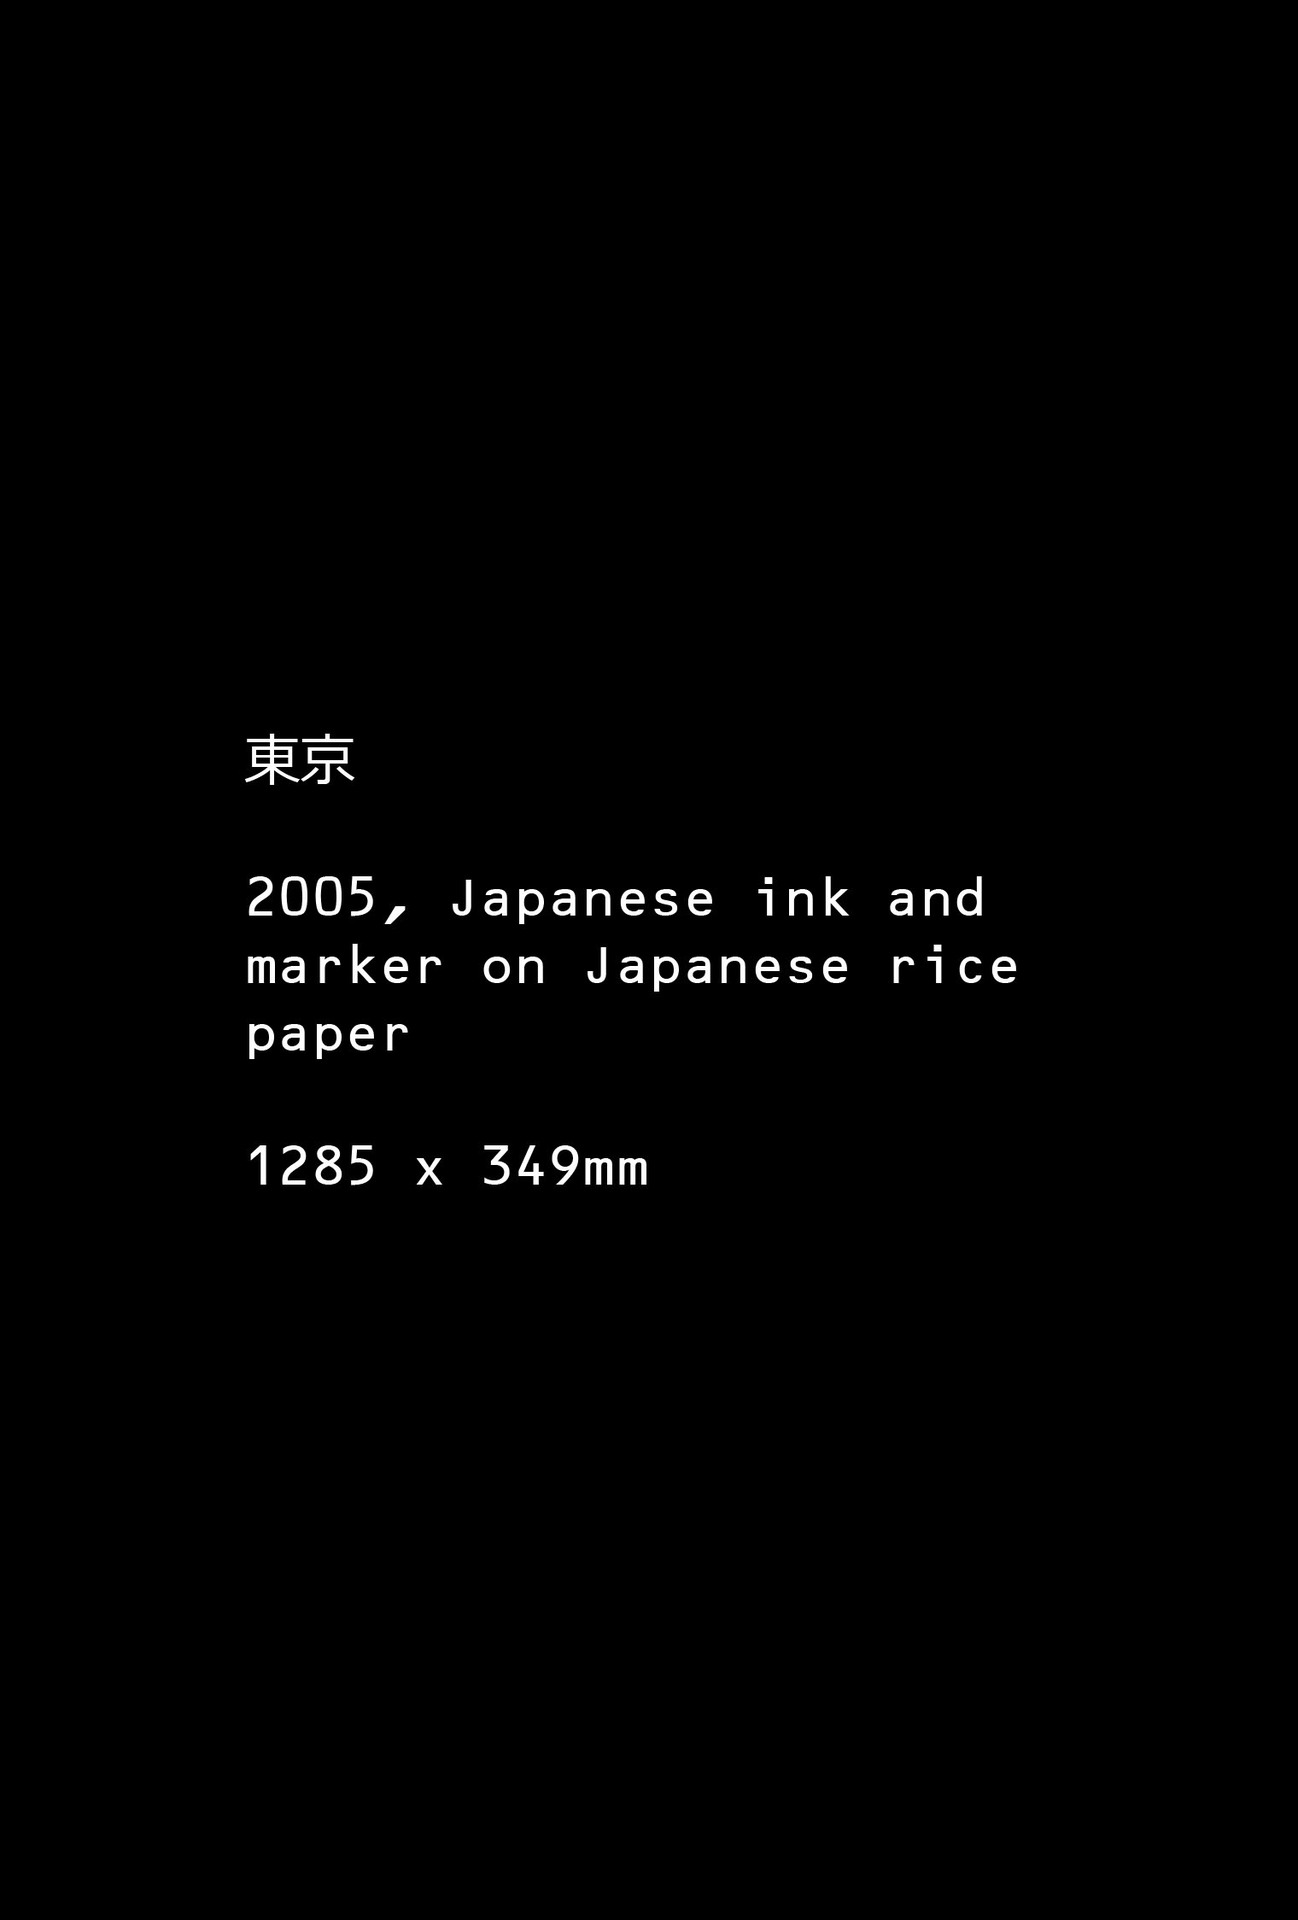 東京
2005, Japanese ink and
marker on Japanese rice
paper
1285 x 349mm